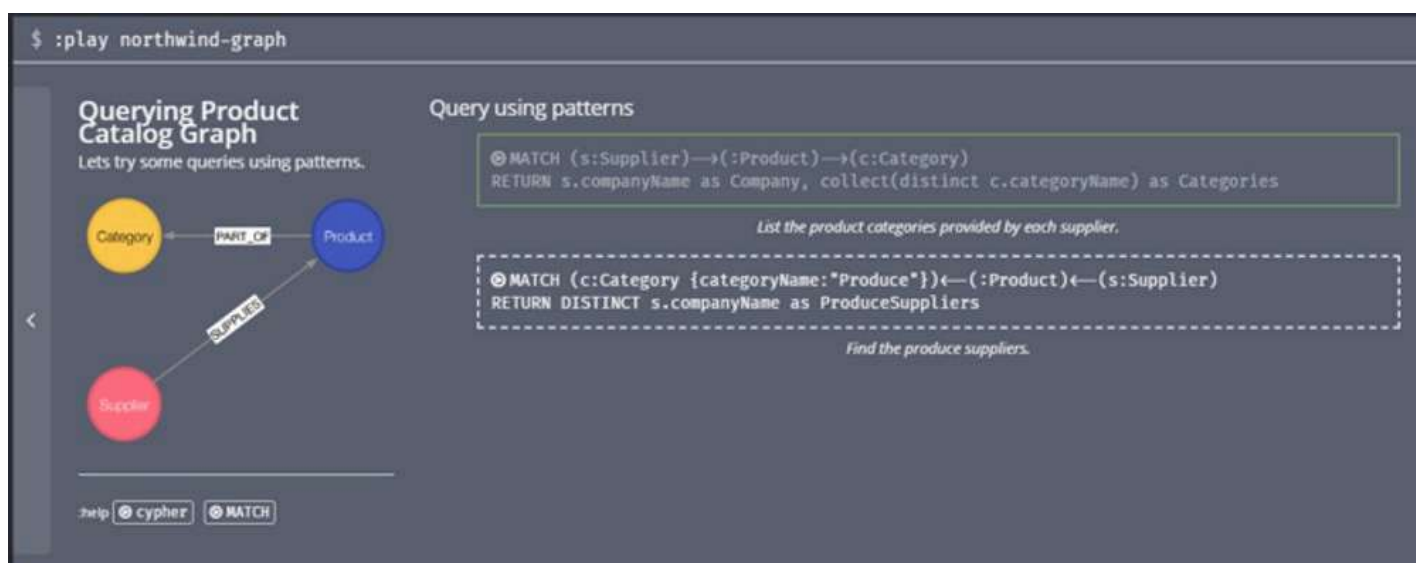 $ :play northwind-graph
Querying Product
Catalog Graph
Lets try some queries using patterns.
Category
PART_OF
Product
SUPPLIES
Supplier
:help cypher MATCH
Query using patterns
MATCH (s:Supplier)-->(:Product)-->(c:Category)
RETURN s.companyName as Company, collect(distinct c.categoryName) as Categories
List the product categories provided by each supplier.
MATCH (c:Category {categoryName:"Produce"})<--(:Product)<--(s:Supplier)
RETURN DISTINCT s.companyName as ProduceSuppliers
Find the produce suppliers.